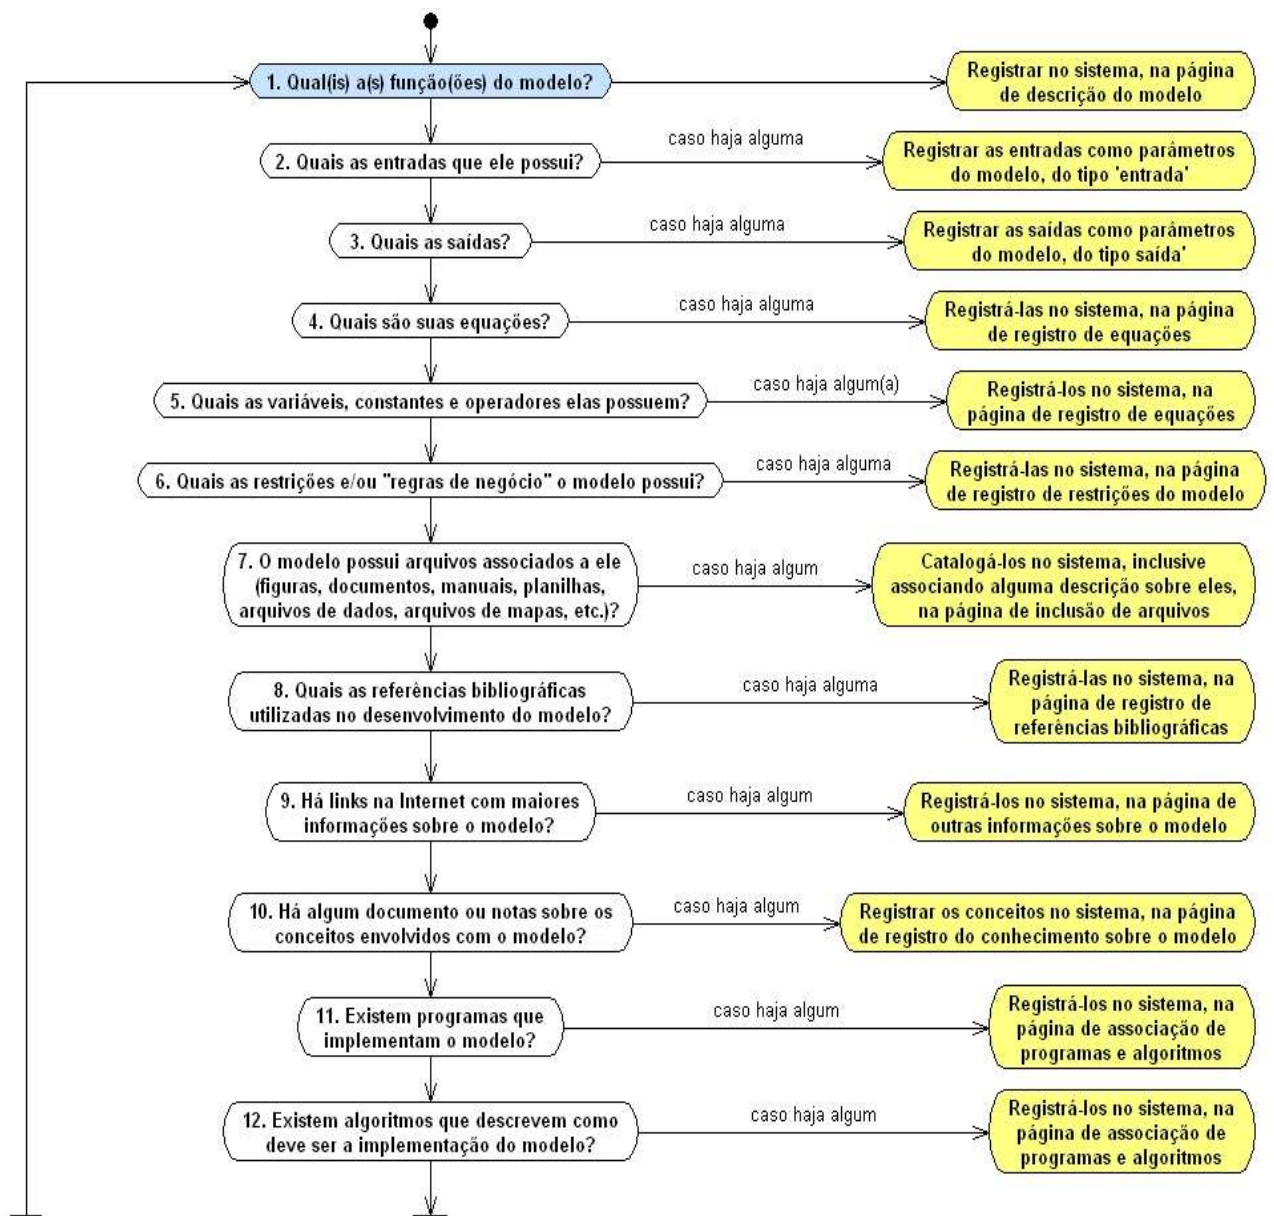 1. Qual(is) a(s) função(ões) do modelo?
Registrar no sistema, na página
de descrição do modelo
2. Quais as entradas que ele possui?
caso haja alguma
Registrar as entradas como parâmetros
do modelo, do tipo 'entrada'
3. Quais as saídas?
caso haja alguma
Registrar as saídas como parâmetros
do modelo, do tipo saída'
4. Quais são suas equações?
caso haja alguma
Registrá-las no sistema, na página
de registro de equações
5. Quais as variáveis, constantes e operadores elas possuem?
caso haja algum(a)
Registrá-los no sistema, na
página de registro de equações
6. Quais as restrições e/ou "regras de negócio" o modelo possui?
caso haja alguma
Registrá-las no sistema, na página
de registro de restrições do modelo
7. O modelo possui arquivos associados a ele
(figuras, documentos, manuais, planilhas,
arquivos de dados, arquivos de mapas, etc.)?
caso haja algum
Catalogá-los no sistema, inclusive
associando alguma descrição sobre eles,
na página de inclusão de arquivos
8. Quais as referências bibliográficas
utilizadas no desenvolvimento do modelo?
caso haja alguma
Registrá-las no sistema, na
página de registro de
referências bibliográficas
9. Há links na Internet com maiores
informações sobre o modelo?
caso haja algum
Registrá-los no sistema, na página de
outras informações sobre o modelo
10. Há algum documento ou notas sobre os
conceitos envolvidos com o modelo?
caso haja algum
Registrar os conceitos no sistema, na página
de registro do conhecimento sobre o modelo
11. Existem programas que
implementam o modelo?
caso haja algum
Registrá-los no sistema, na
página de associação de
programas e algoritmos
12. Existem algoritmos que descrevem como
deve ser a implementação do modelo?
caso haja algum
Registrá-los no sistema, na
página de associação de
programas e algoritmos